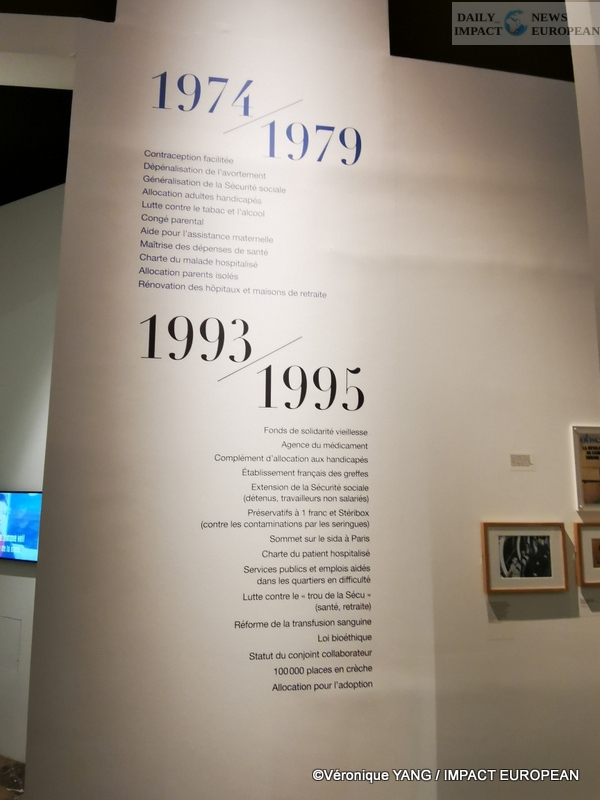 DAILY NEWS
IMPACT EUROPEAN
1974
1979
Contraception facilitée
Dépénalisation de l'avortement
Généralisation de la Sécurité sociale
Allocation adultes handicapés
Lutte contre le tabac et l'alcool
Congé parental
Aide pour l'assistance maternelle
Maîtrise des dépenses de santé
Charte du malade hospitalisé
Allocation parents isolés
Rénovation des hôpitaux et maisons de retraite
1993
1995
Fonds de solidarité vieillesse
Agence du médicament
Complément d'allocation aux handicapés
Établissement français des greffes
Extension de la Sécurité sociale
(détenus, travailleurs non salariés)
Préservatifs à 1 franc et Stéribox
(contre les contaminations par les seringues)
Sommet sur le sida à Paris
Charte du patient hospitalisé
Services publics et emplois aidés
dans les quartiers en difficulté
Lutte contre le « trou de la Sécu »
(santé, retraite)
Réforme de la transfusion sanguine
Loi bioéthique
Statut du conjoint collaborateur
100 000 places en crèche
Allocation pour l'adoption
©Véronique YANG / IMPACT EUROPEAN